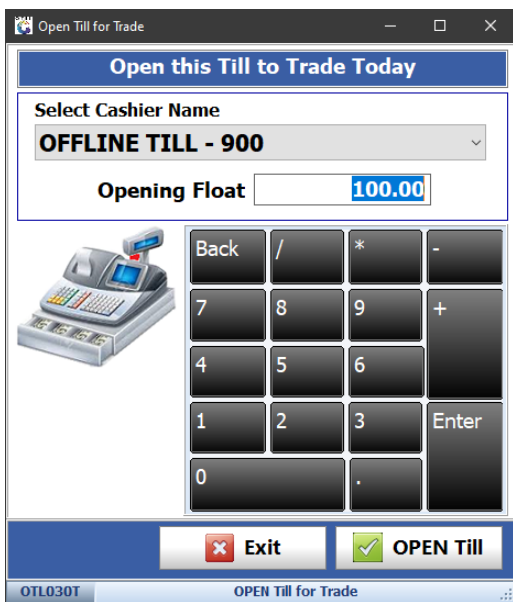 Open Till for Trade
Open this Till to Trade Today
Select Cashier Name
OFFLINE TILL - 900
Opening Float 100.00
Back / * -
7 8 9 +
4 5 6
1 2 3 Enter
0 .
Exit OPEN Till
OTL030T OPEN Till for Trade